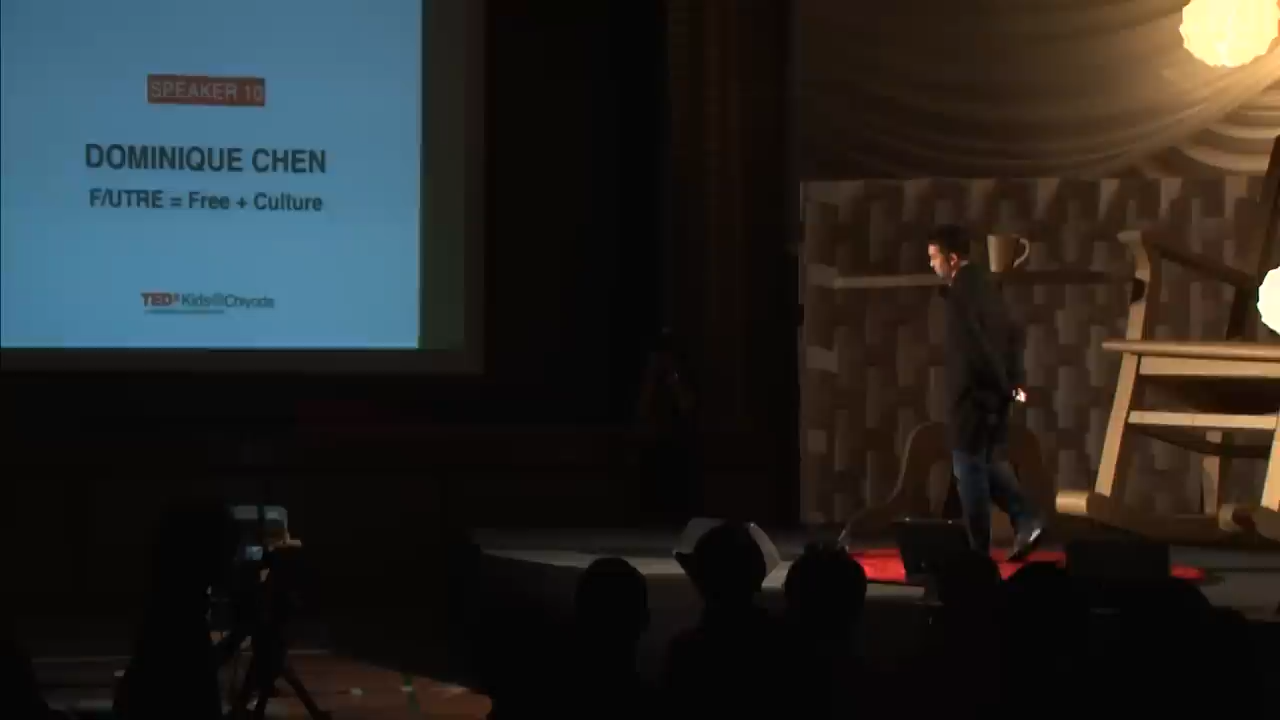 SPEAKER 10
DOMINIQUE CHEN
F/UTRE = Free + Culture
TEDxKids@Chiyoda